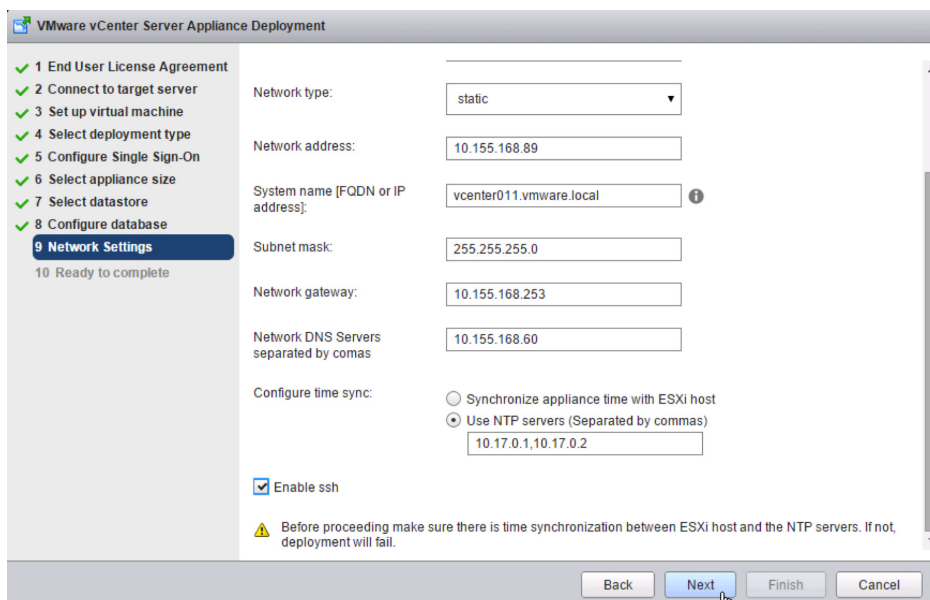 VMware vCenter Server Appliance Deployment
1 End User License Agreement
2 Connect to target server
3 Set up virtual machine
4 Select deployment type
5 Configure Single Sign-On
6 Select appliance size
7 Select datastore
8 Configure database
9 Network Settings
10 Ready to complete
Network type:
static
Network address:
10.155.168.89
System name [FQDN or IP
address]:
vcenter011.vmware.local
Subnet mask:
255.255.255.0
Network gateway:
10.155.168.253
Network DNS Servers
separated by comas
10.155.168.60
Configure time sync:
Synchronize appliance time with ESXi host
Use NTP servers (Separated by commas)
10.17.0.1,10.17.0.2
Enable ssh
Before proceeding make sure there is time synchronization between ESXi host and the NTP servers. If not,
deployment will fail.
Back
Next
Finish
Cancel